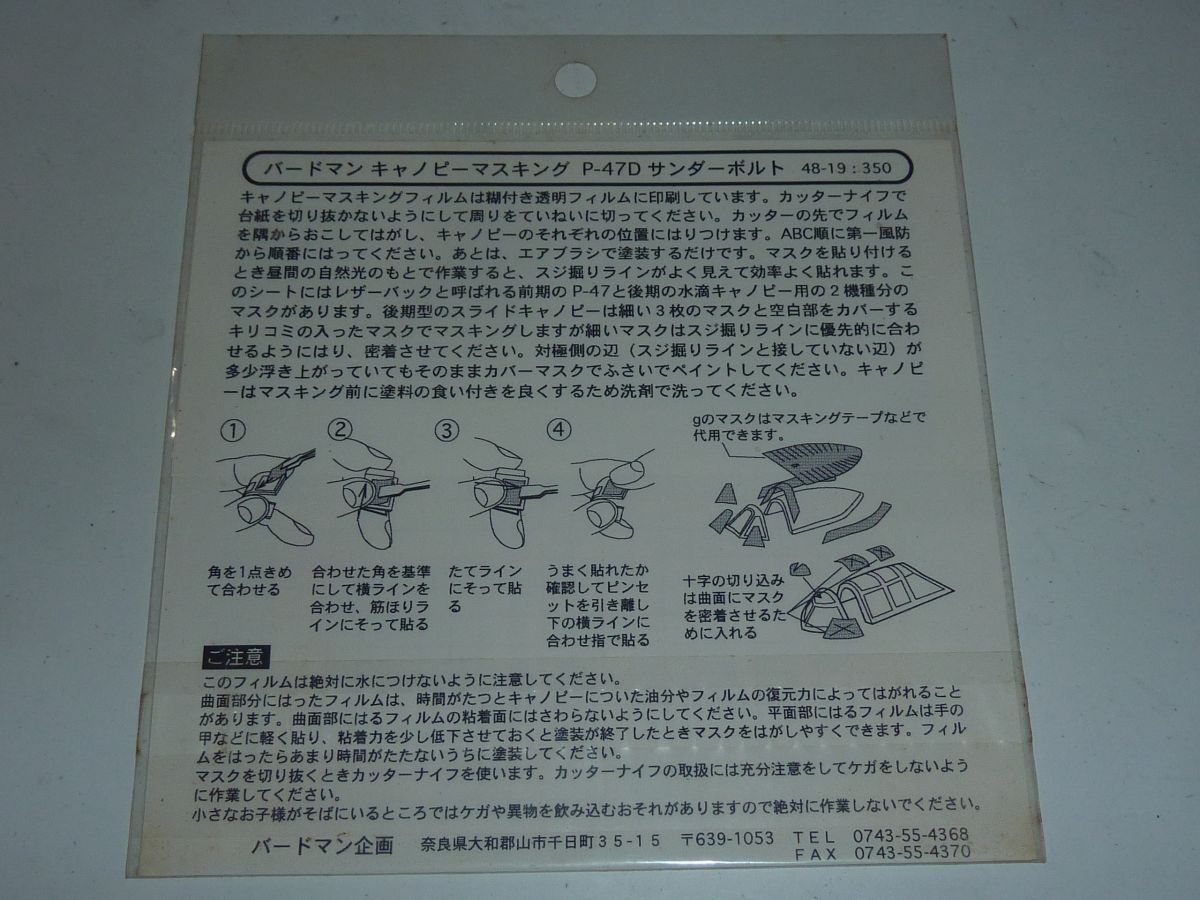 バードマン キャノピーマスキング P-47D サンダーボルト 48-19：350
キャノピーマスキングフィルムは糊付き透明フィルムに印刷しています。カッターナイフで
台紙を切り抜かないようにして周りをていねいに切ってください。カッターの先でフィルム
を隅からおこしてはがし、キャノピーのそれぞれの位置にはりつけます。ABC順に第一風防
から順番にはってください。あとは、エアブラシで塗装するだけです。マスクを貼り付ける
とき昼間の自然光のもとで作業すると、スジ掘りラインがよく見えて効率よく貼れます。こ
のシートにはレザーバックと呼ばれる前期のP-47と後期の水滴キャノピー用の２機種分の
マスクがあります。後期型のスライドキャノピーは細い３枚のマスクと空白部をカバーする
キリコミの入ったマスクでマスキングしますが細いマスクはスジ掘りラインに優先的に合わ
せるようにはり、密着させてください。対極側の辺（スジ掘りラインと接していない辺）が
多少浮き上がっていてもそのままカバーマスクでふさいでペイントしてください。キャノピ
ーはマスキング前に塗料の食い付きを良くするため洗剤で洗ってください。
①
②
③
④
gのマスクはマスキングテープなどで
代用できます。
角を1点きめ
て合わせる
合わせた角を基準
にして横ラインを
合わせ、筋ほりラ
インにそって貼る
たてライン
にそって貼
る
うまく貼れたか
確認してピンセ
ットを引き離し
下の横ラインに
合わせ指で貼る
十字の切り込み
は曲面にマスク
を密着させるた
めに入れる
ご注意
このフィルムは絶対に水につけないように注意してください。
曲面部分にはったフィルムは、時間がたつとキャノピーについた油分やフィルムの復元力によってはがれること
があります。曲面部にはるフィルムの粘着面にはさわらないようにしてください。平面部にはるフィルムは手の
甲などに軽く貼り、粘着力を少し低下させておくと塗装が終了したときマスクをはがしやすくできます。フィル
ムをはったらあまり時間がたたないうちに塗装してください。
マスクを切り抜くときカッターナイフを使います。カッターナイフの取扱には充分注意をしてケガをしないよう
に作業してください。
小さなお子様がそばにいるところではケガや異物を飲み込むおそれがありますので絶対に作業しないでください。
バードマン企画 奈良県大和郡山市千日町３５-１５ 〒639-1053 ＴＥＬ 0743-55-4368
ＦＡＸ 0743-55-4370